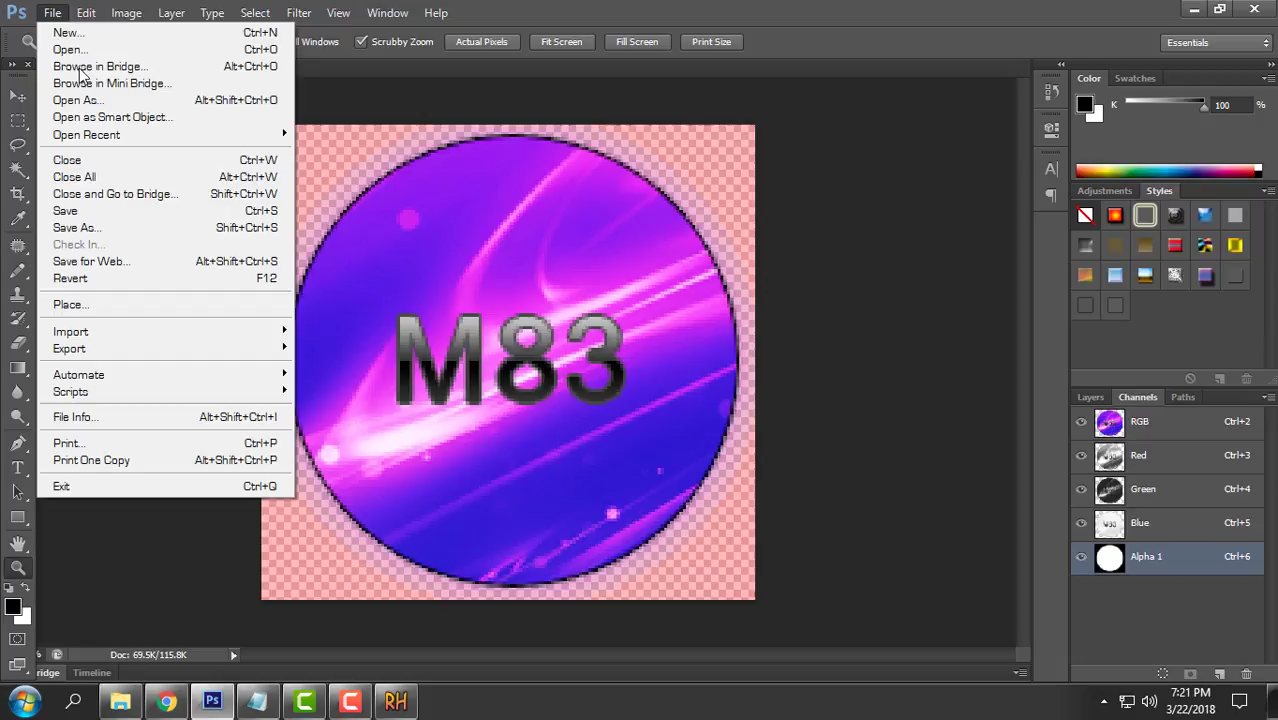 Ps File Edit Image Layer Type Select Filter View Window Help
ll Windows Scrubby Zoom Actual Pixels Fit Screen Fill Screen Print Size Essentials
New... Ctrl+N
Open... Ctrl+O
Browse in Bridge... Alt+Ctrl+O
Browse in Mini Bridge...
Open As... Alt+Shift+Ctrl+O
Open as Smart Object...
Open Recent
Close Ctrl+W
Close All Alt+Ctrl+W
Close and Go to Bridge... Shift+Ctrl+W
Save Ctrl+S
Save As... Shift+Ctrl+S
Check In...
Save for Web... Alt+Shift+Ctrl+S
Revert F12
Place...
Import
Export
Automate
Scripts
File Info... Alt+Shift+Ctrl+I
Print... Ctrl+P
Print One Copy Alt+Shift+Ctrl+P
Exit Ctrl+Q
M83
Color Swatches
K 100 %
Adjustments Styles
Layers Channels Paths
RGB Ctrl+2
Red Ctrl+3
Green Ctrl+4
Blue Ctrl+5
Alpha 1 Ctrl+6
Doc: 69.5K/115.8K
ridge Timeline
Ps RH
7:21 PM
3/22/2018